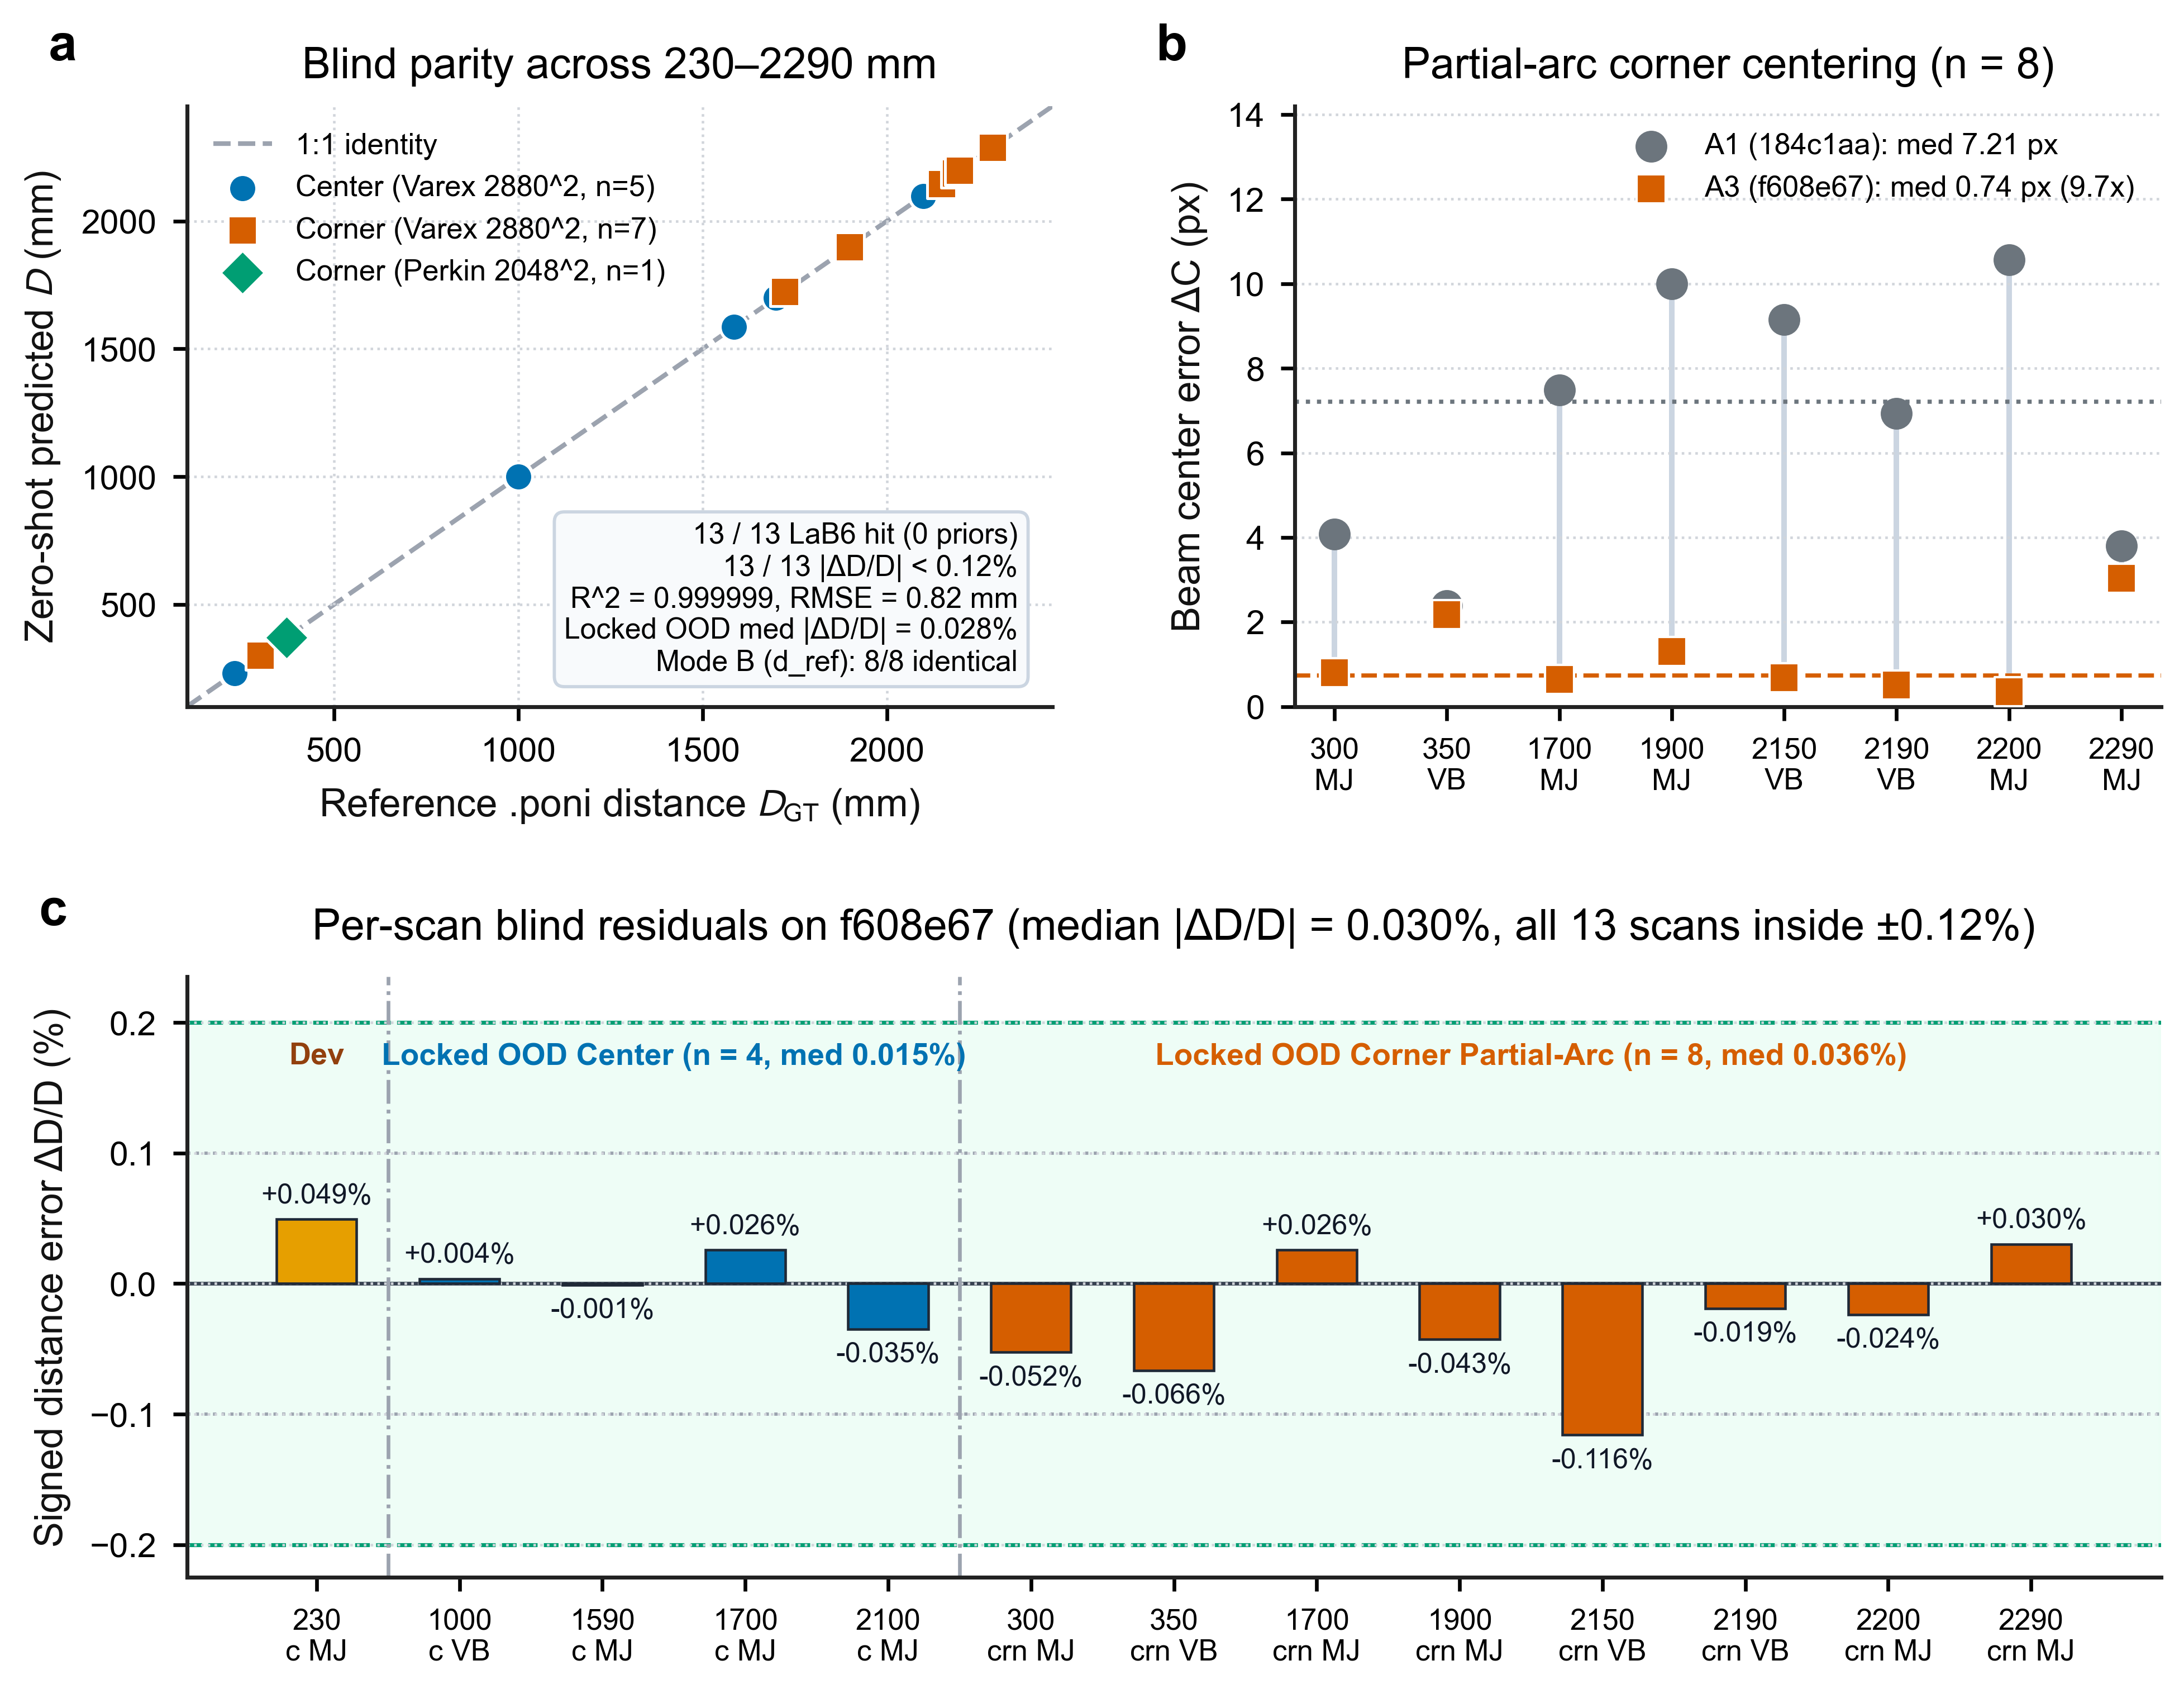 a
Blind parity across 230–2290 mm
Zero-shot predicted D (mm)
2000
1500
1000
500
1:1 identity
Center (Varex 2880^2, n=5)
Corner (Varex 2880^2, n=7)
Corner (Perkin 2048^2, n=1)
13 / 13 LaB6 hit (0 priors)
13 / 13 |ΔD/D| < 0.12%
R^2 = 0.999999, RMSE = 0.82 mm
Locked OOD med |ΔD/D| = 0.028%
Mode B (d_ref): 8/8 identical
500 1000 1500 2000
Reference .poni distance D_GT (mm)
b
Partial-arc corner centering (n = 8)
Beam center error ΔC (px)
14
12
10
8
6
4
2
0
A1 (184c1aa): med 7.21 px
A3 (f608e67): med 0.74 px (9.7x)
300 350 1700 1900 2150 2190 2200 2290
MJ VB MJ MJ VB VB MJ MJ
c
Per-scan blind residuals on f608e67 (median |ΔD/D| = 0.030%, all 13 scans inside ±0.12%)
Signed distance error ΔD/D (%)
0.2
0.1
0.0
−0.1
−0.2
Dev Locked OOD Center (n = 4, med 0.015%) Locked OOD Corner Partial-Arc (n = 8, med 0.036%)
+0.049%
+0.004%
-0.001%
+0.026%
-0.035%
-0.052%
-0.066%
+0.026%
-0.043%
-0.116%
-0.019%
-0.024%
+0.030%
230 1000 1590 1700 2100 300 350 1700 1900 2150 2190 2200 2290
c MJ c VB c MJ c MJ c MJ crn MJ crn VB crn MJ crn MJ crn VB crn VB crn MJ crn MJ